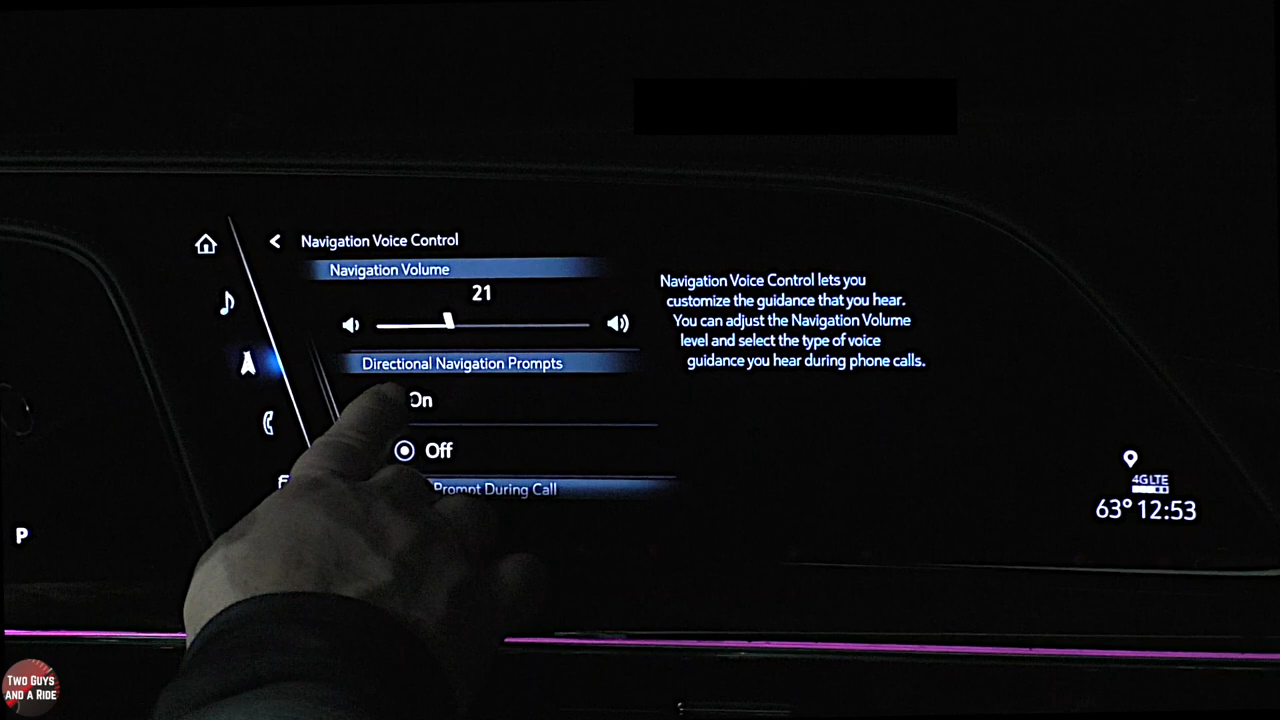 Navigation Voice Control
Navigation Volume
21
Directional Navigation Prompts
On
Off
Prompt During Call
Navigation Voice Control lets you
customize the guidance that you hear.
You can adjust the Navigation Volume
level and select the type of voice
guidance you hear during phone calls.
4G LTE
63° 12:53
P
TWO GUYS
AND A RIDE